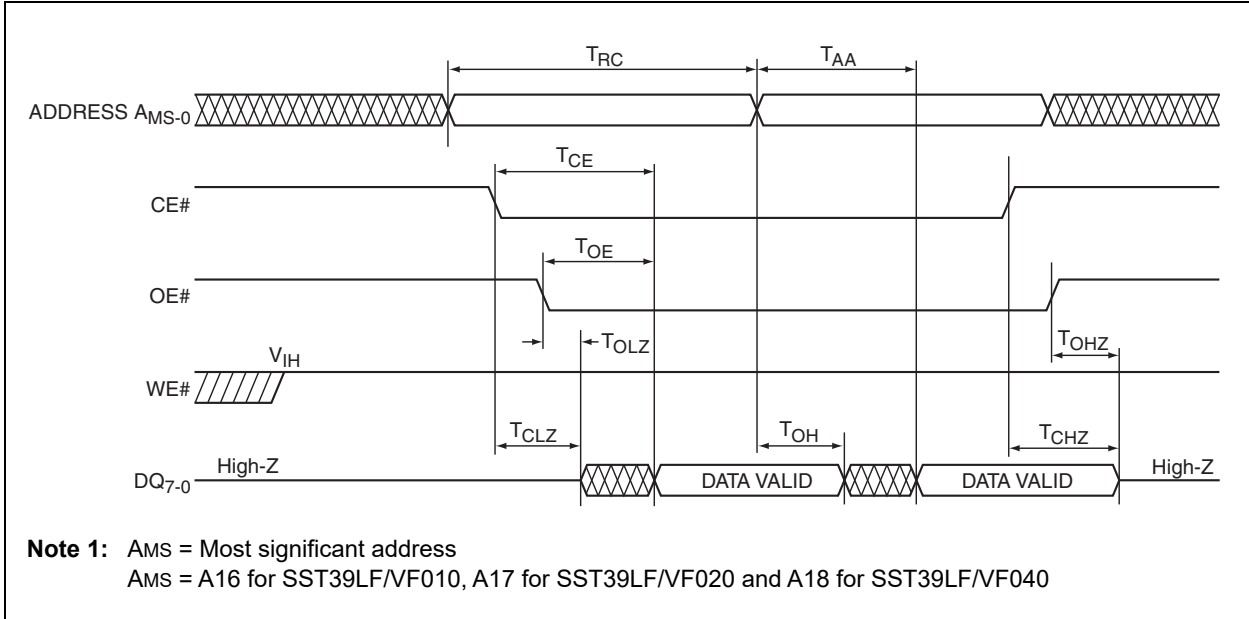 TRC TAA
ADDRESS AMS-0
TCE
CE#
TOE
OE#
TOLZ TOHZ
VIH
WE#
TCLZ TOH TCHZ
High-Z DATA VALID DATA VALID High-Z
DQ7-0
Note 1: AMS = Most significant address
AMS = A16 for SST39LF/VF010, A17 for SST39LF/VF020 and A18 for SST39LF/VF040